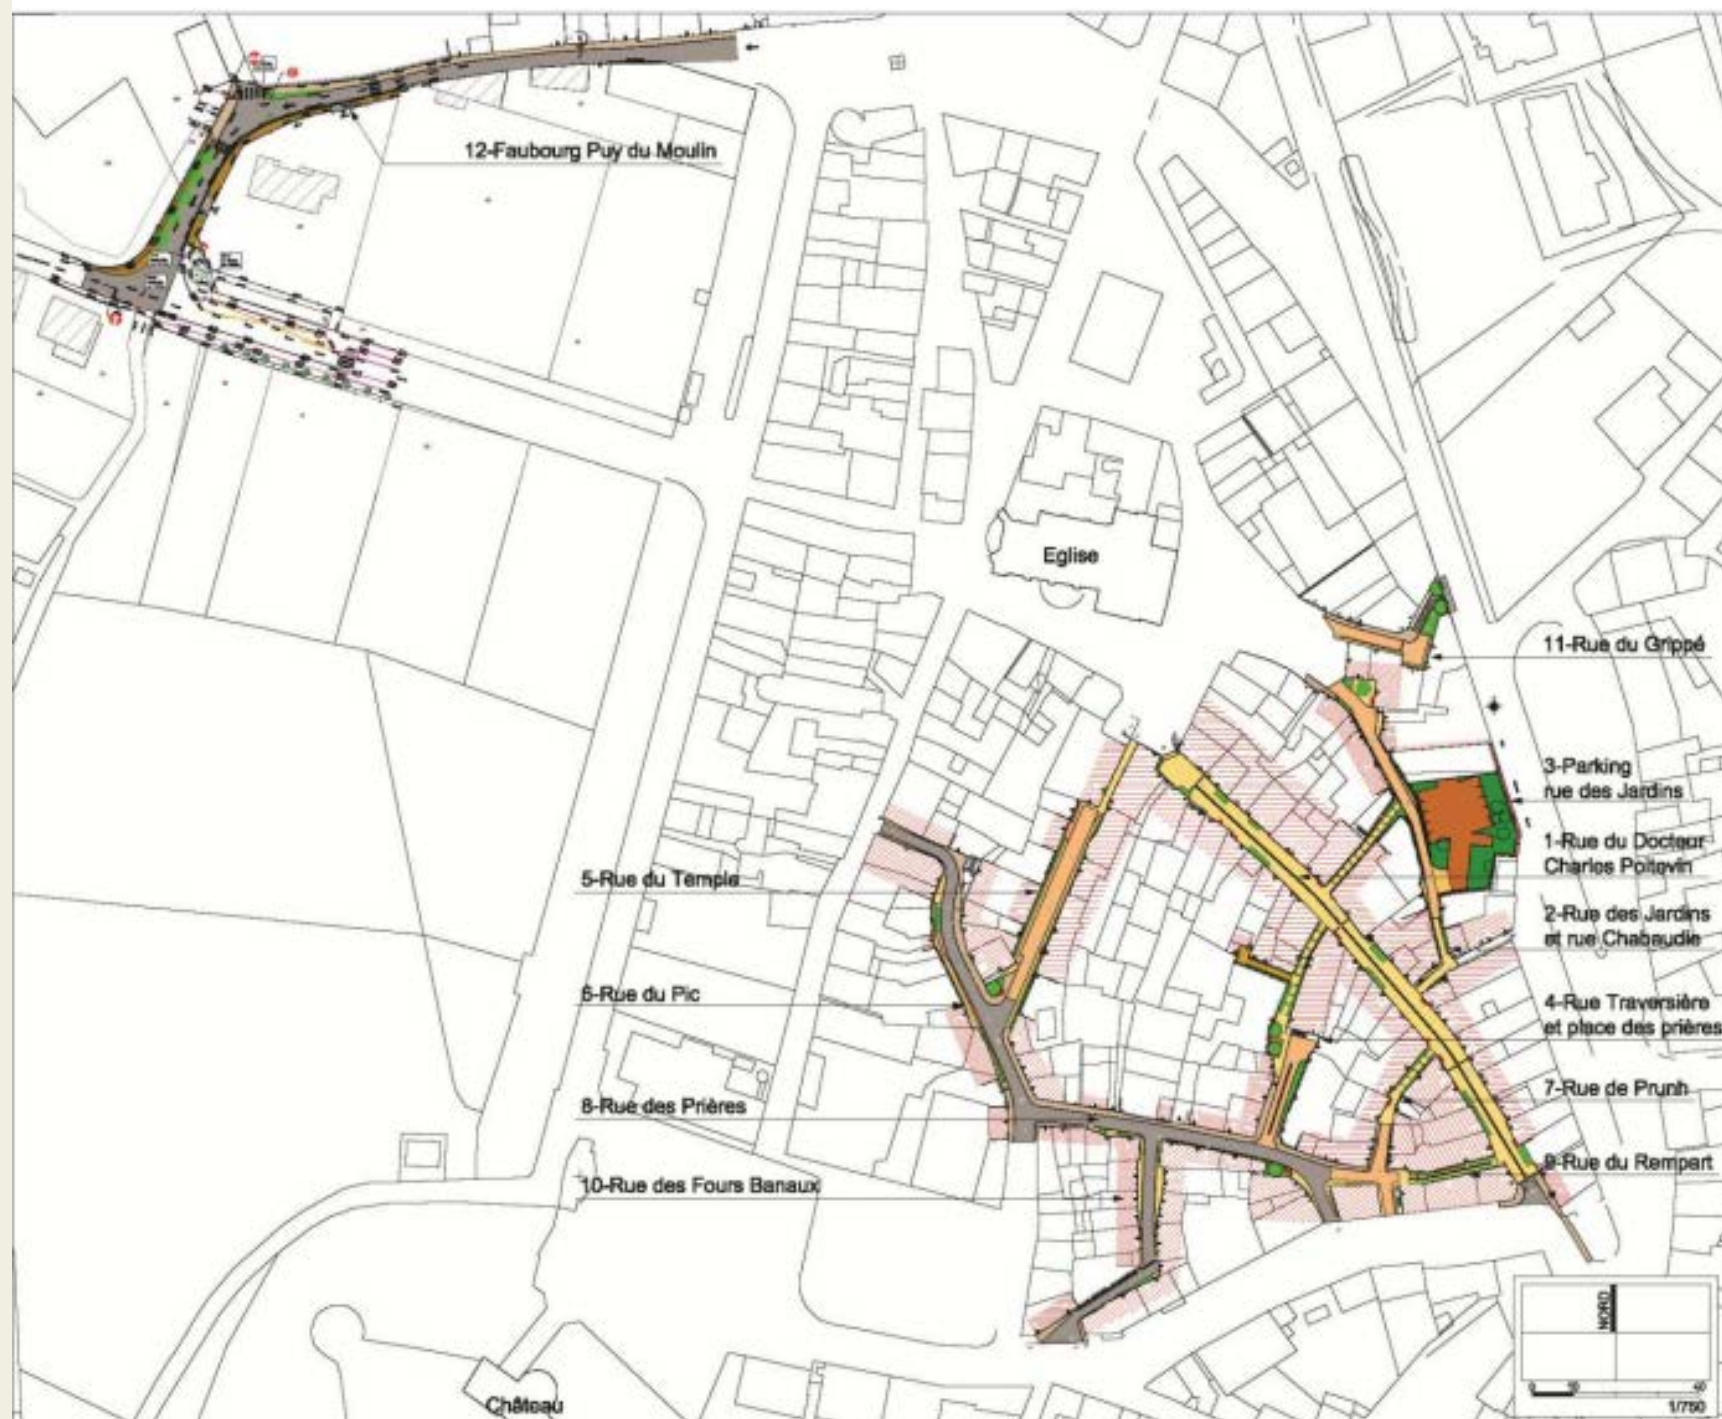 12-Faubourg Puy du Moulin
Eglise
11-Rue du Grippé
3-Parking
rue des Jardins
1-Rue du Docteur
Charles Poitevin
5-Rue du Temple
2-Rue des Jardins
et rue Chabaudie
6-Rue du Pic
4-Rue Traversière
et place des prières
7-Rue de Prunh
8-Rue des Prières
9-Rue du Rempart
10-Rue des Fours Banaux
NORD
0 10 40
1/750
Château